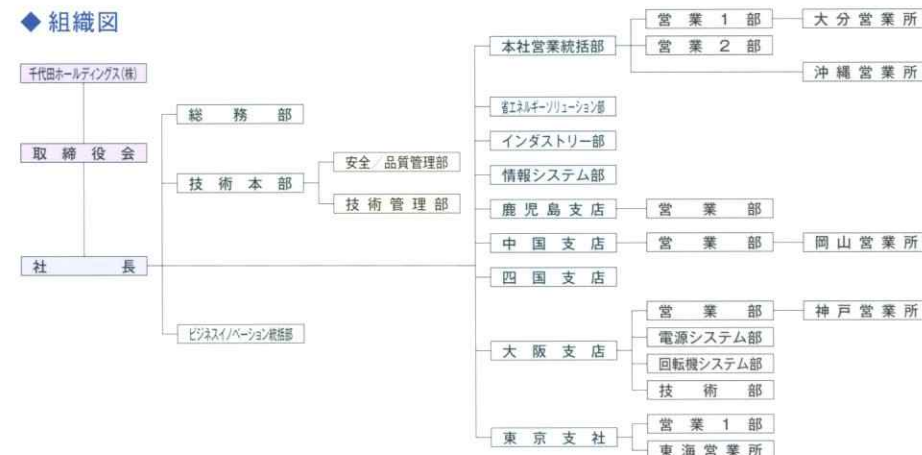 ◆ 組織図
千代田ホールディングス(株)
取締役会
社長
総務部
技術本部
安全／品質管理部
技術管理部
ビジネスイノベーション統括部
本社営業統括部
営業1部
大分営業所
営業2部
沖縄営業所
省エネルギーソリューション部
インダストリー部
情報システム部
鹿児島支店
営業部
中国支店
営業部
岡山営業所
四国支店
大阪支店
営業部
神戸営業所
電源システム部
回転機システム部
技術部
東京支社
営業1部
東海営業所